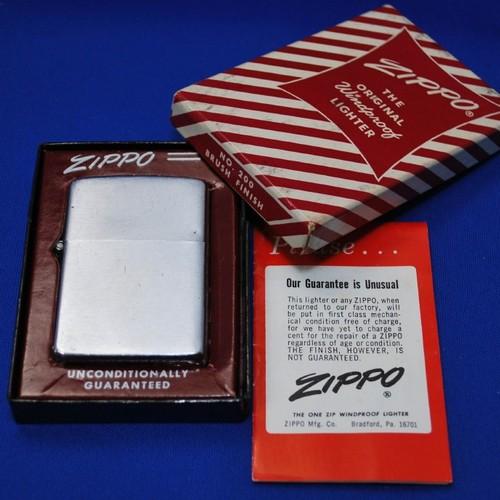 ZIPPO®
THE
ORIGINAL
Windproof
LIGHTER
NO 200
BRUSH FINISH
ZIPPO
UNCONDITIONALLY
GUARANTEED
Please...
Our Guarantee is Unusual
This lighter or any ZIPPO, when
returned to our factory, will
be put in first class mechan-
ical condition free of charge,
for we have yet to charge a
cent for the repair of a ZIPPO
regardless of age or condition.
THE FINISH, HOWEVER, IS
NOT GUARANTEED.
ZIPPO®
THE ONE ZIP WINDPROOF LIGHTER
ZIPPO Mfg. Co. Bradford, Pa. 16701